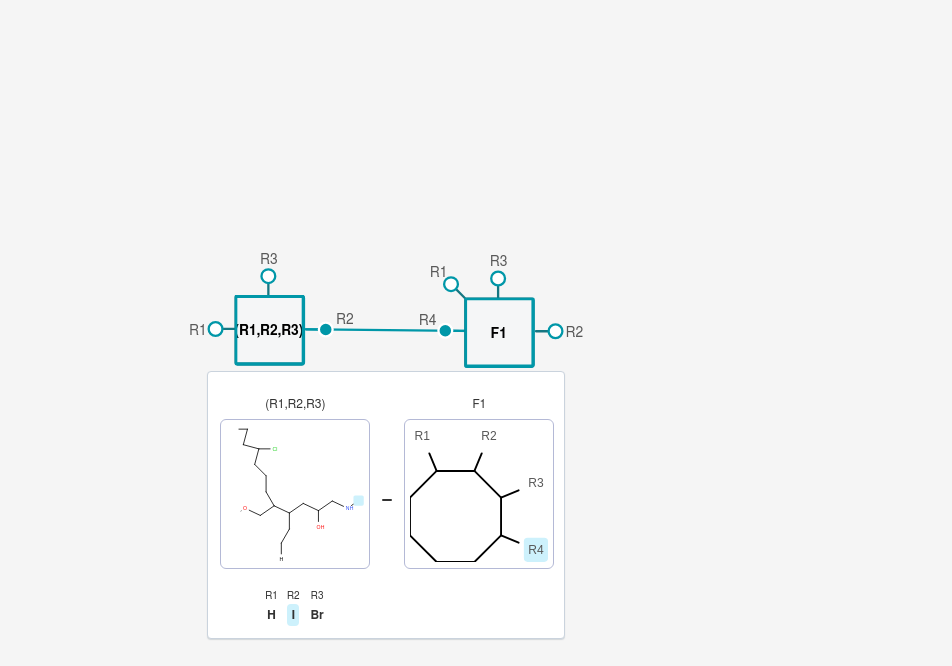 R3
R3
R1
R1
(R1,R2,R3)
R2
R4
F1
R2
(R1,R2,R3)
F1
Cl
O
OH
NH
H
R1
R2
R3
R4
R1 R2 R3
H I Br